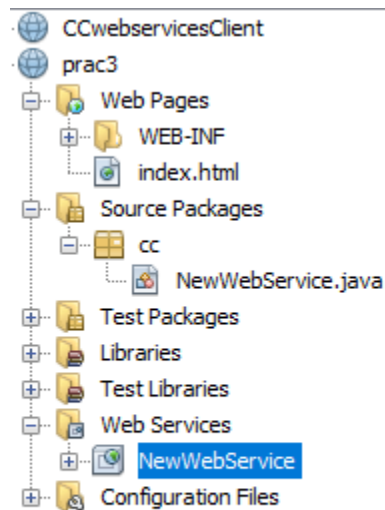 CCwebservicesClient
prac3
Web Pages
WEB-INF
index.html
Source Packages
cc
NewWebService.java
Test Packages
Libraries
Test Libraries
Web Services
NewWebService
Configuration Files